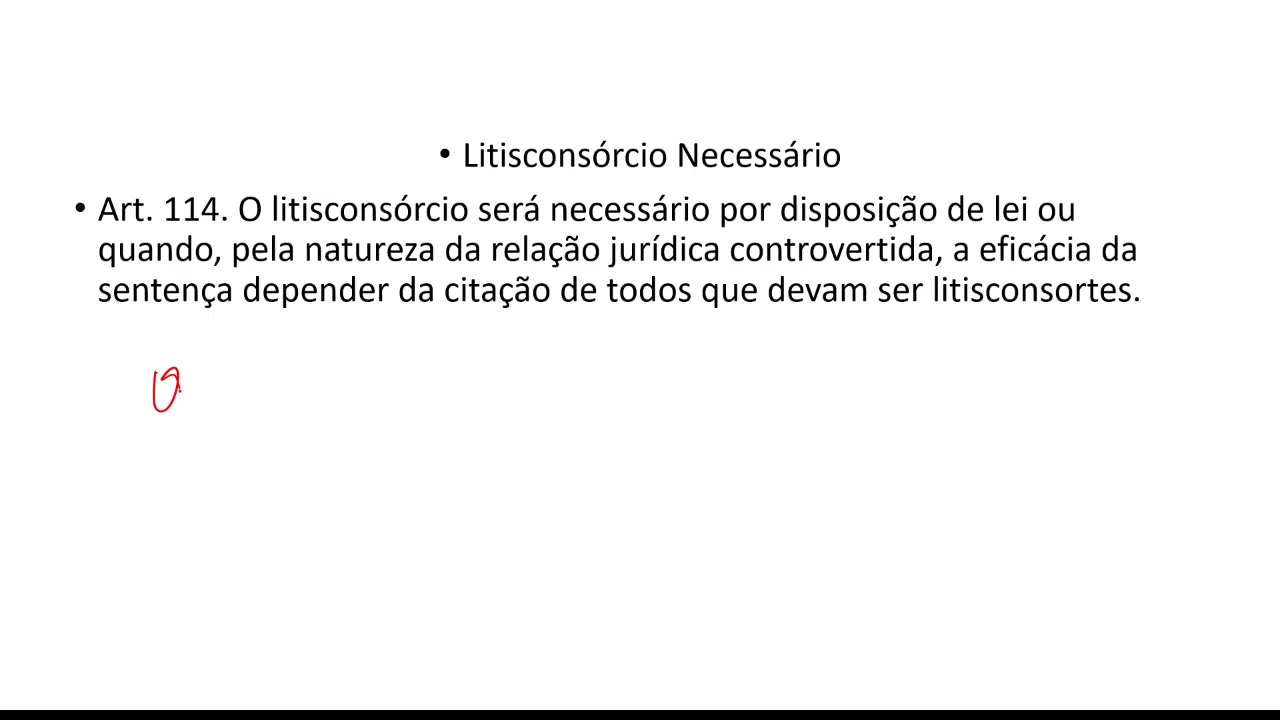 • Litisconsórcio Necessário
• Art. 114. O litisconsórcio será necessário por disposição de lei ou
quando, pela natureza da relação jurídica controvertida, a eficácia da
sentença depender da citação de todos que devam ser litisconsortes.